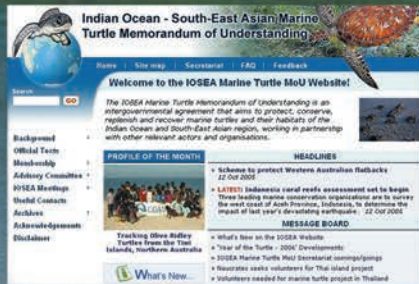 Indian Ocean - South-East Asian Marine
Turtle Memorandum of Understanding
Home | Site map | Secretariat | FAQ | Feedback
Search:
GO
Background
Official Texts
Membership
Advisory Committee
IOSEA Meetings
Useful Contacts
Archives
Acknowledgements
Disclaimer
Welcome to the IOSEA Marine Turtle MoU Website!
The IOSEA Marine Turtle Memorandum of Understanding is an
intergovernmental agreement that aims to protect, conserve,
replenish and recover marine turtles and their habitats of the
Indian Ocean and South-East Asian region, working in partnership
with other relevant actors and organisations.
PROFILE OF THE MONTH
Tracking Olive Ridley
Turtles from the Tiwi
Islands, Northern Australia
What's New...
HEADLINES
Scheme to protect Western Australian flatbacks
12 Oct 2005
LATEST: Indonesia coral reefs assessment set to begin
Three leading marine conservation organisations are to survey
the west coast of Aceh Province, Indonesia, to determine the
impact of last year's devastating earthquake 12 Oct 2005
MESSAGE BOARD
What's New on the IOSEA Website
"Year of the Turtle - 2006" Developments
IOSEA Marine Turtle MoU Secretariat comings/goings
Naucrates seeks volunteers for Thai island project
Volunteers needed for marine turtle project in Thailand